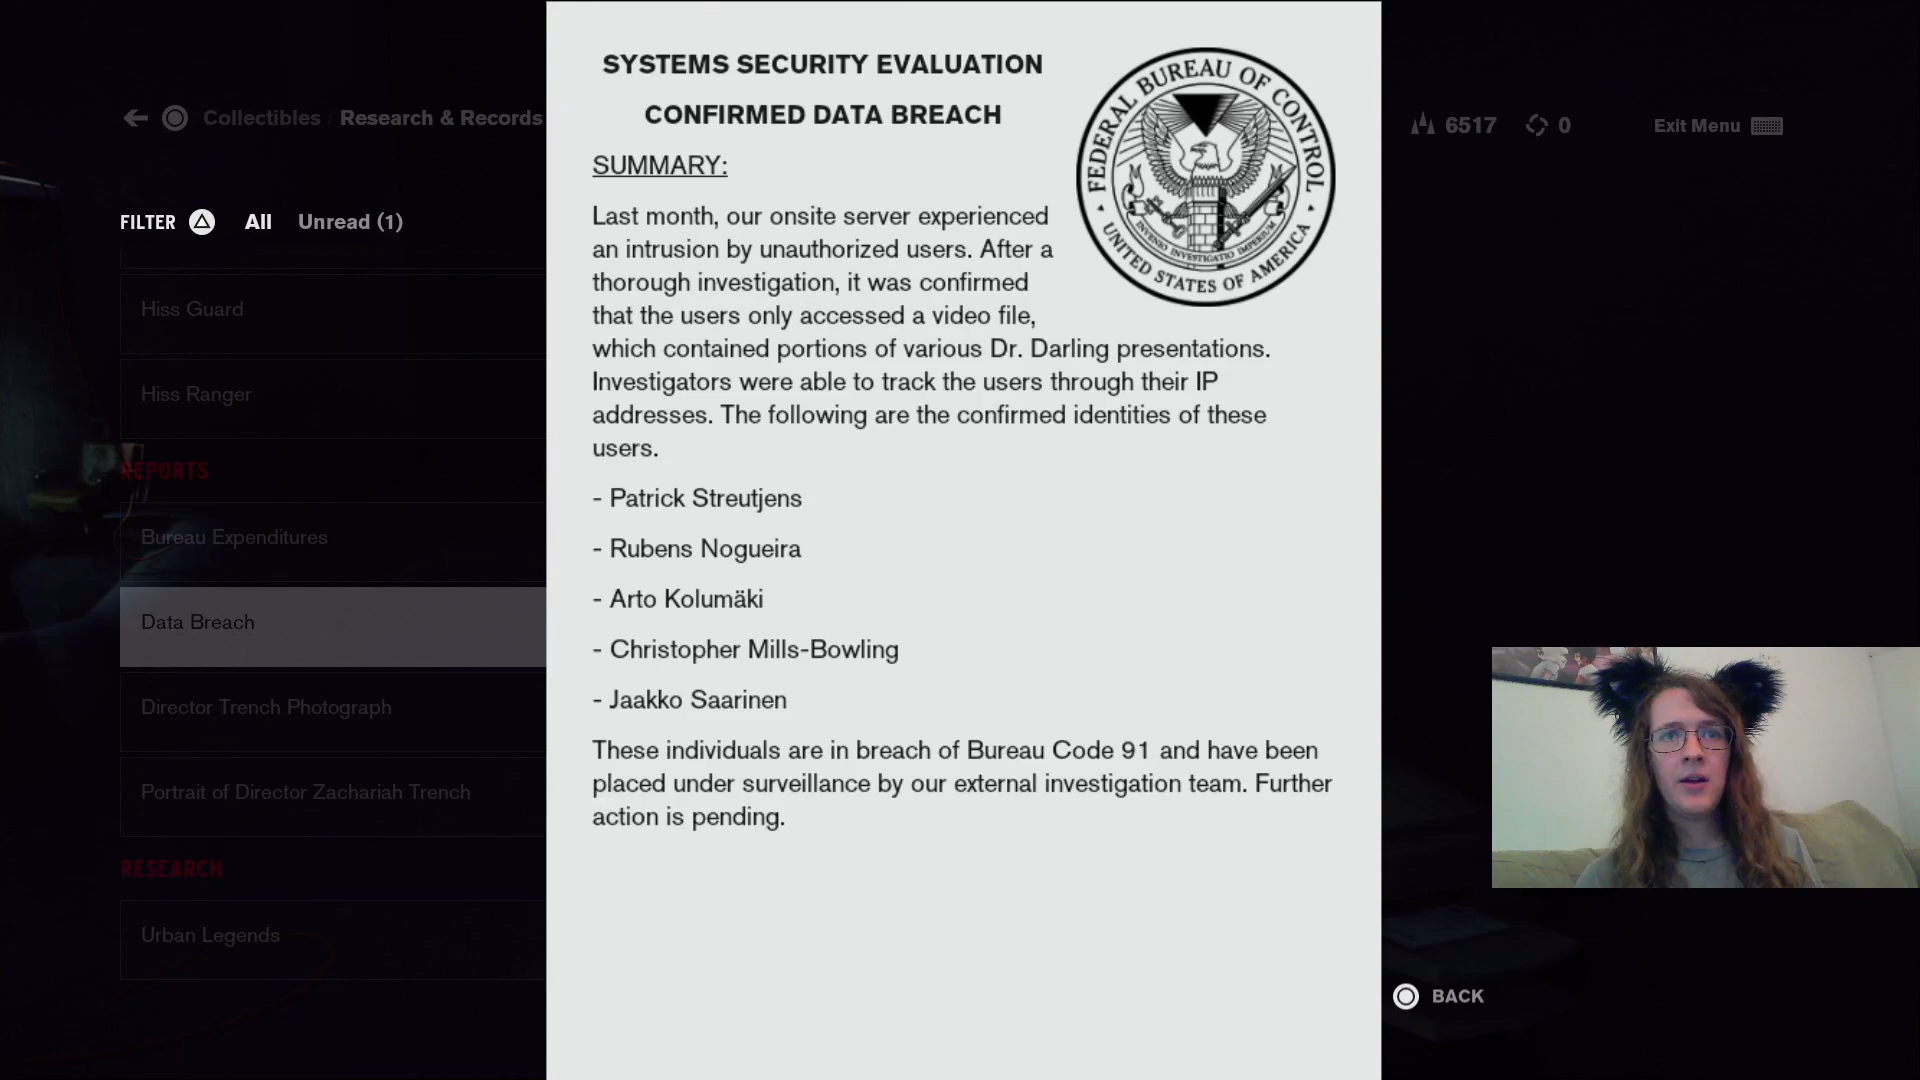 SYSTEMS SECURITY EVALUATION
CONFIRMED DATA BREACH
FEDERAL BUREAU OF CONTROL
UNITED STATES OF AMERICA
INVENIO INVESTIGATIO IMPERIUM
SUMMARY:
Last month, our onsite server experienced
an intrusion by unauthorized users. After a
thorough investigation, it was confirmed
that the users only accessed a video file,
which contained portions of various Dr. Darling presentations.
Investigators were able to track the users through their IP
addresses. The following are the confirmed identities of these
users.
- Patrick Streutjens
- Rubens Nogueira
- Arto Kolumäki
- Christopher Mills-Bowling
- Jaakko Saarinen
These individuals are in breach of Bureau Code 91 and have been
placed under surveillance by our external investigation team. Further
action is pending.
Collectibles / Research & Records
6517 0 Exit Menu
FILTER All Unread (1)
Hiss Guard
Hiss Ranger
REPORTS
Bureau Expenditures
Data Breach
Director Trench Photograph
Portrait of Director Zachariah Trench
RESEARCH
Urban Legends
BACK